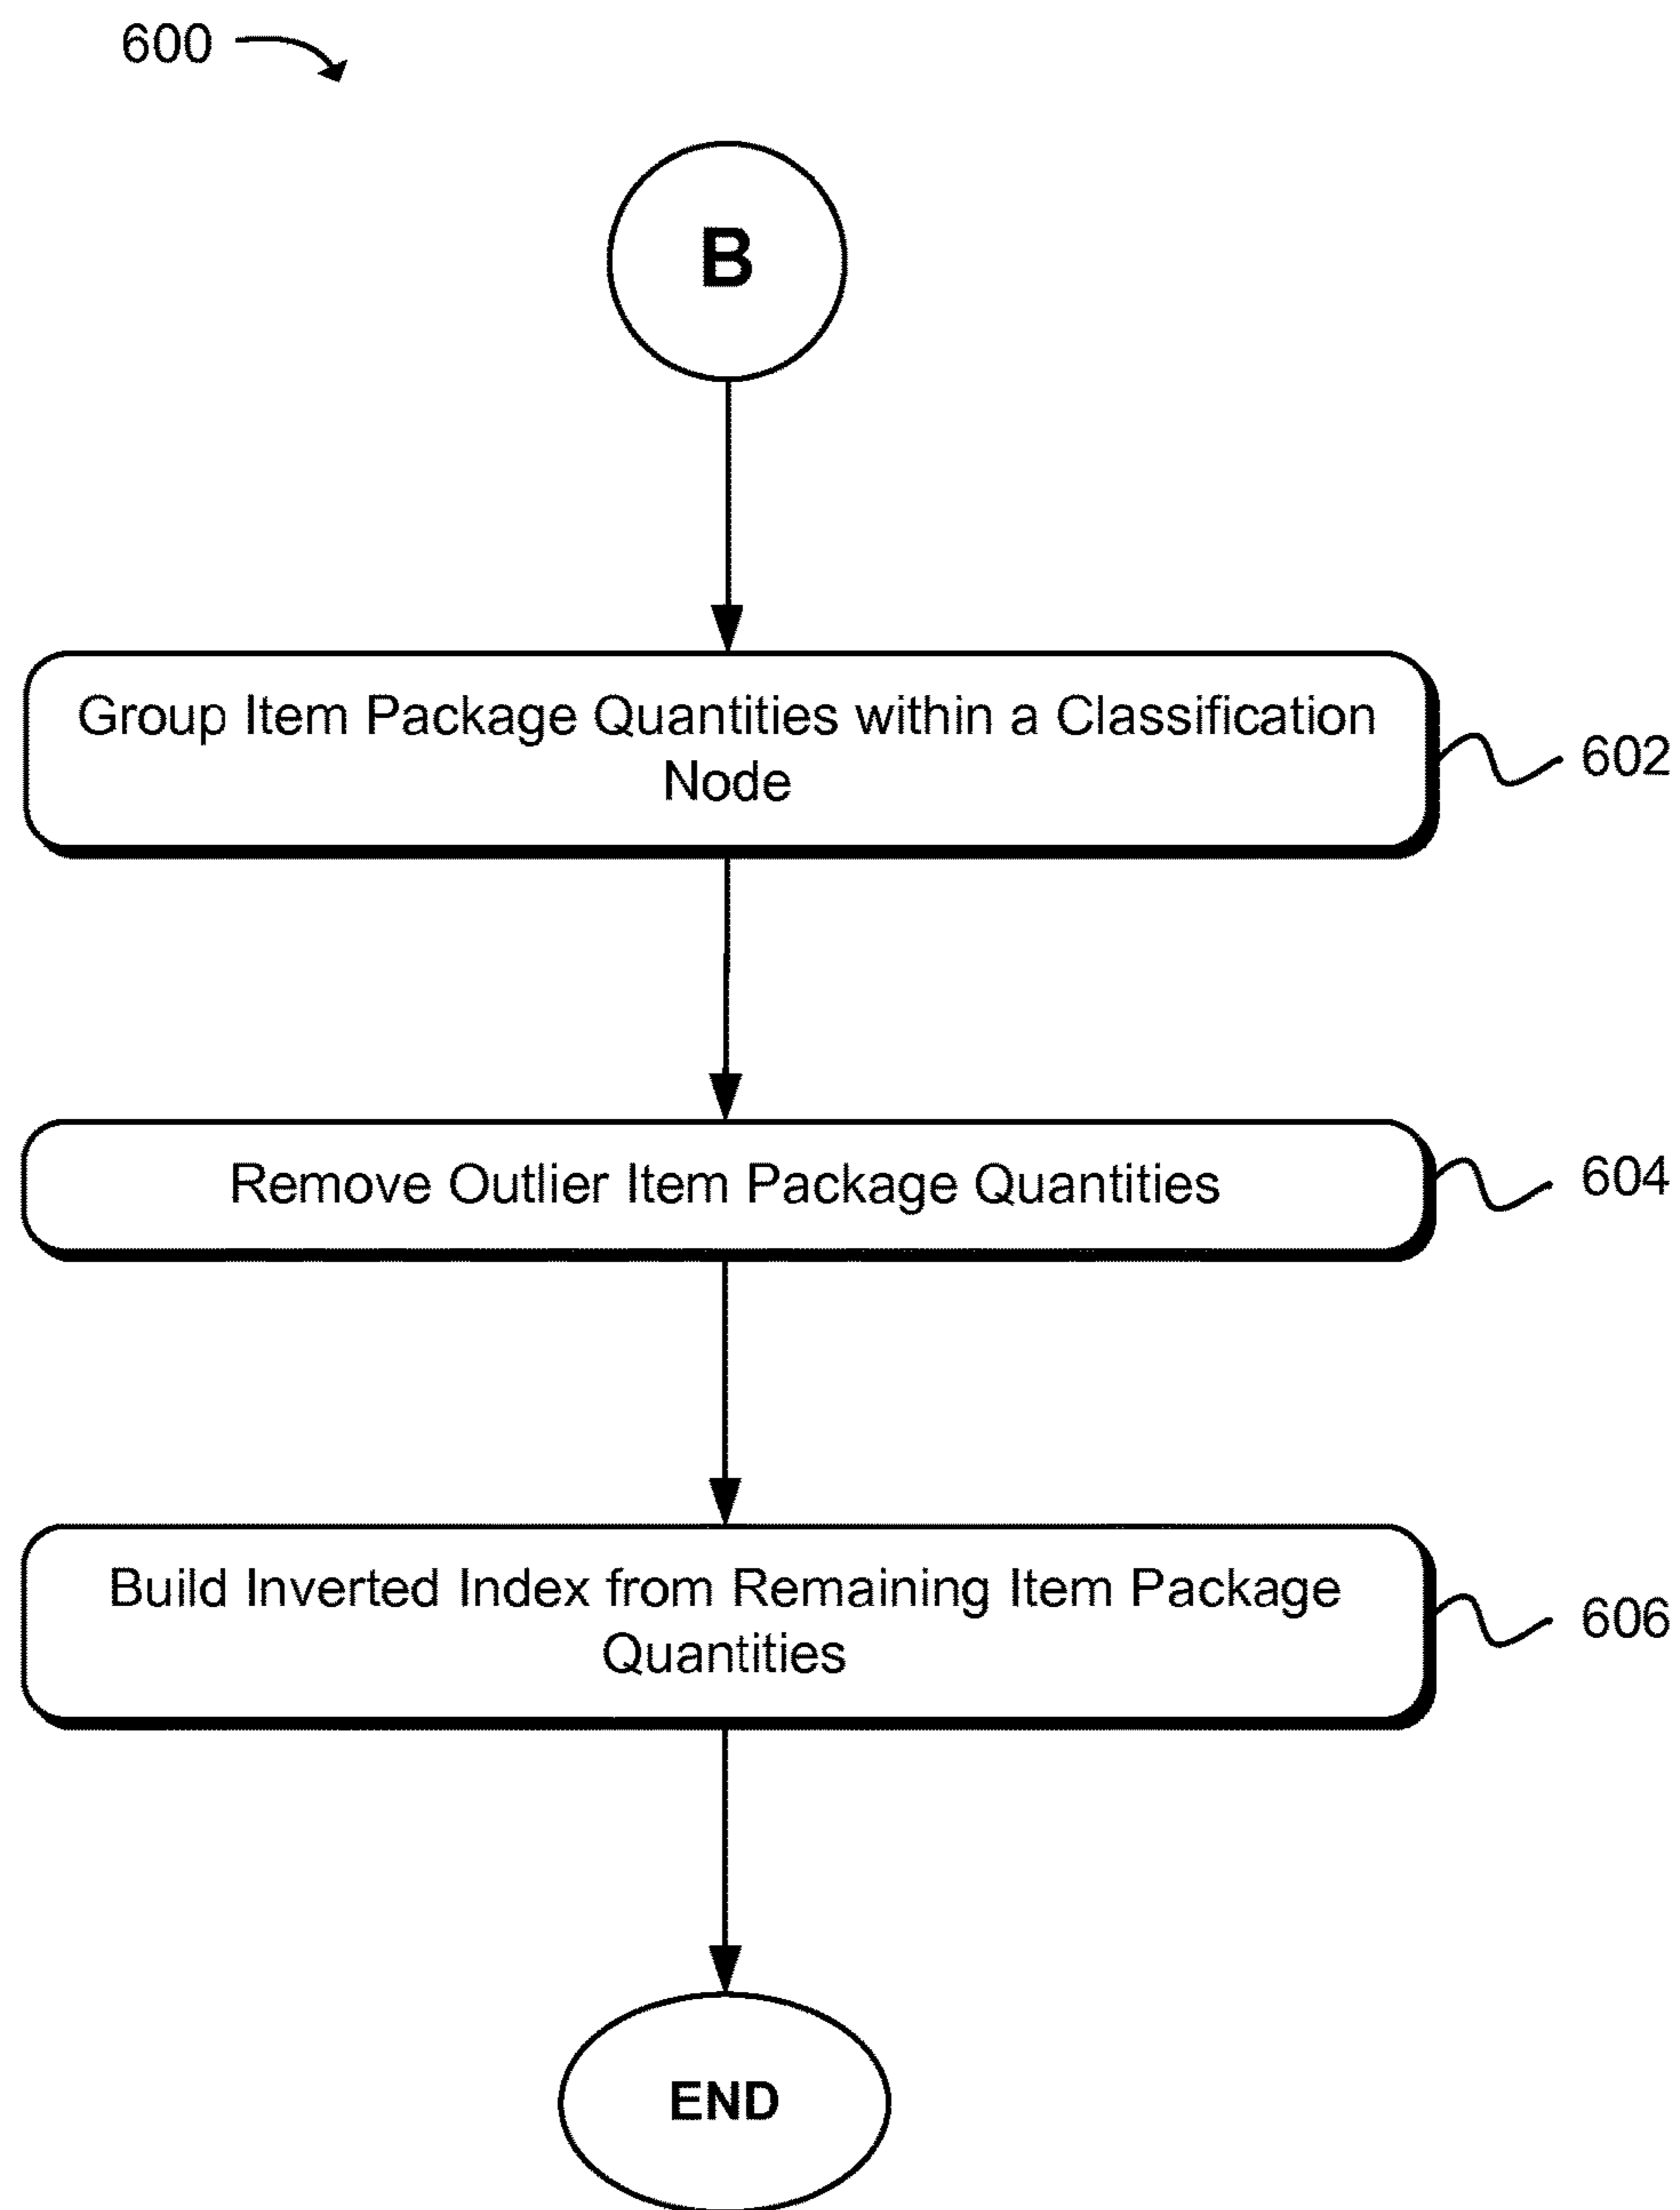 600
B
Group Item Package Quantities within a Classification
Node
602
Remove Outlier Item Package Quantities
604
Build Inverted Index from Remaining Item Package
Quantities
606
END